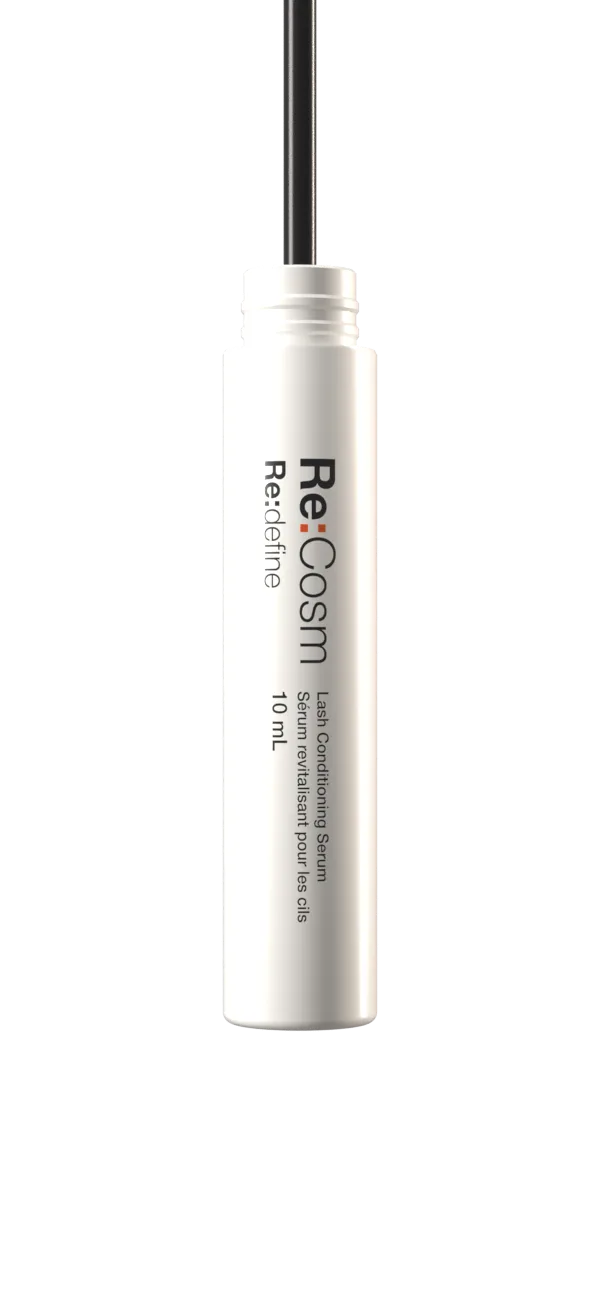 Re:Cosm
Re:define
Lash Conditioning Serum
Sérum revitalisant pour les cils
10 mL